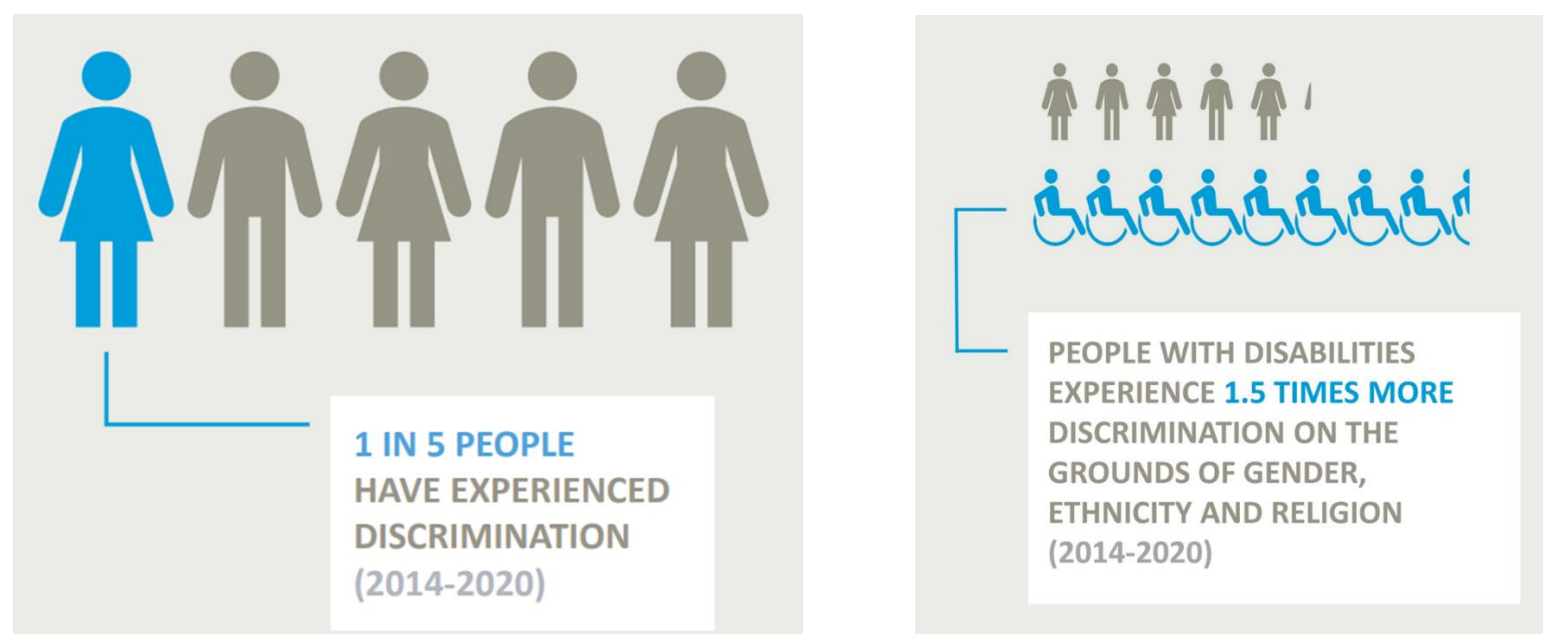 1 IN 5 PEOPLE
HAVE EXPERIENCED
DISCRIMINATION
(2014-2020)
PEOPLE WITH DISABILITIES
EXPERIENCE 1.5 TIMES MORE
DISCRIMINATION ON THE
GROUNDS OF GENDER,
ETHNICITY AND RELIGION
(2014-2020)